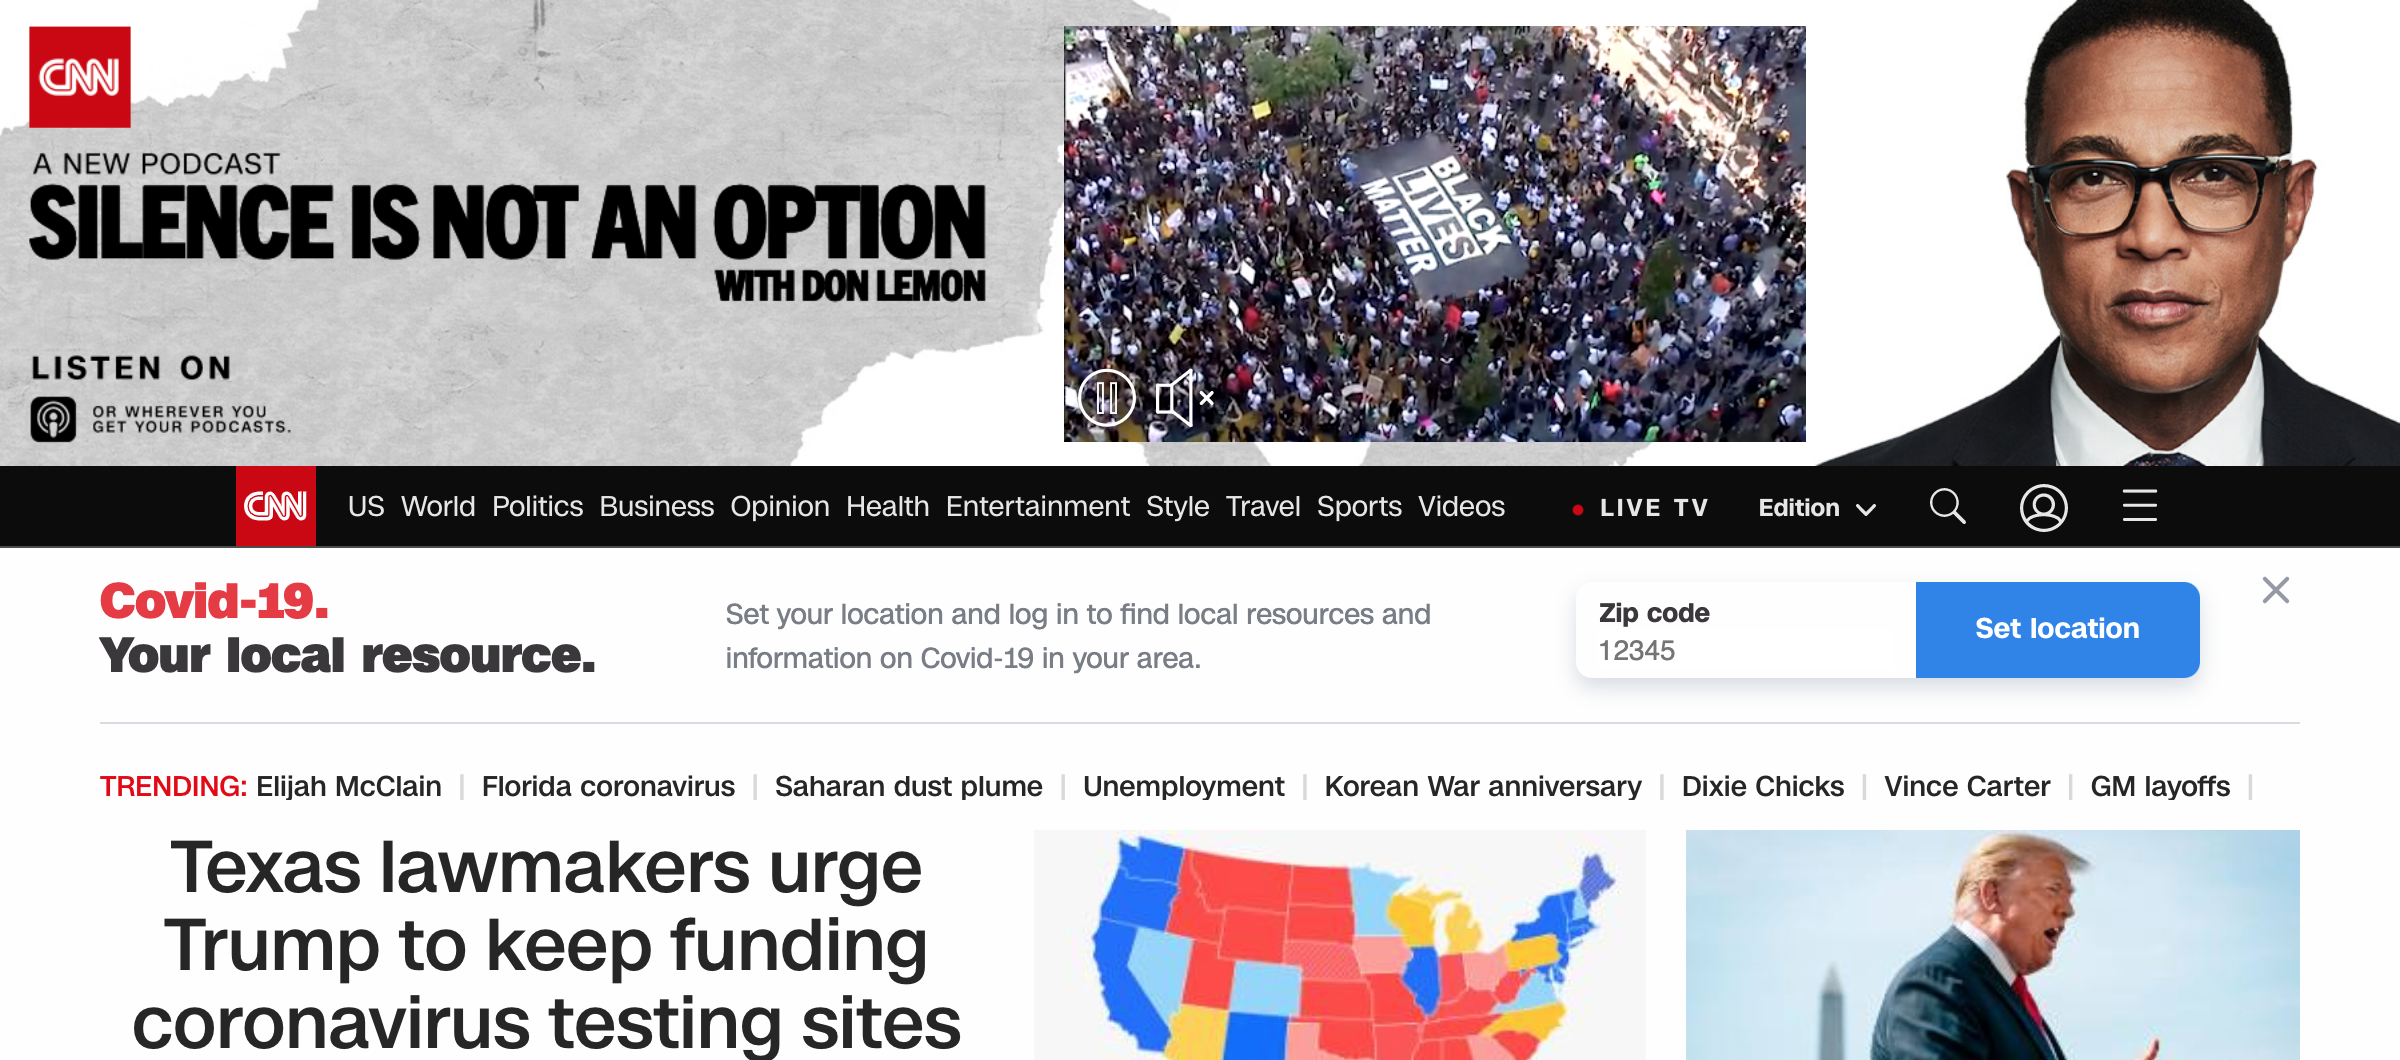 CNN
A NEW PODCAST
SILENCE IS NOT AN OPTION
WITH DON LEMON
LISTEN ON
OR WHEREVER YOU
GET YOUR PODCASTS.
BLACK
LIVES
MATTER
CNN US World Politics Business Opinion Health Entertainment Style Travel Sports Videos LIVE TV Edition
Covid-19.
Your local resource.
Set your location and log in to find local resources and
information on Covid-19 in your area.
Zip code
12345
Set location
TRENDING: Elijah McClain | Florida coronavirus | Saharan dust plume | Unemployment | Korean War anniversary | Dixie Chicks | Vince Carter | GM layoffs |
Texas lawmakers urge
Trump to keep funding
coronavirus testing sites